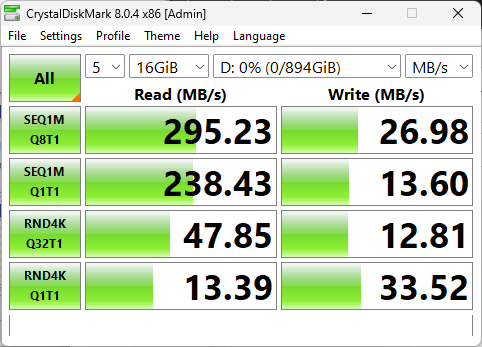 CrystalDiskMark 8.0.4 x86 [Admin]
File Settings Profile Theme Help Language
All 5 16GiB D: 0% (0/894GiB) MB/s
Read (MB/s) Write (MB/s)
SEQ1M
Q8T1 295.23 26.98
SEQ1M
Q1T1 238.43 13.60
RND4K
Q32T1 47.85 12.81
RND4K
Q1T1 13.39 33.52